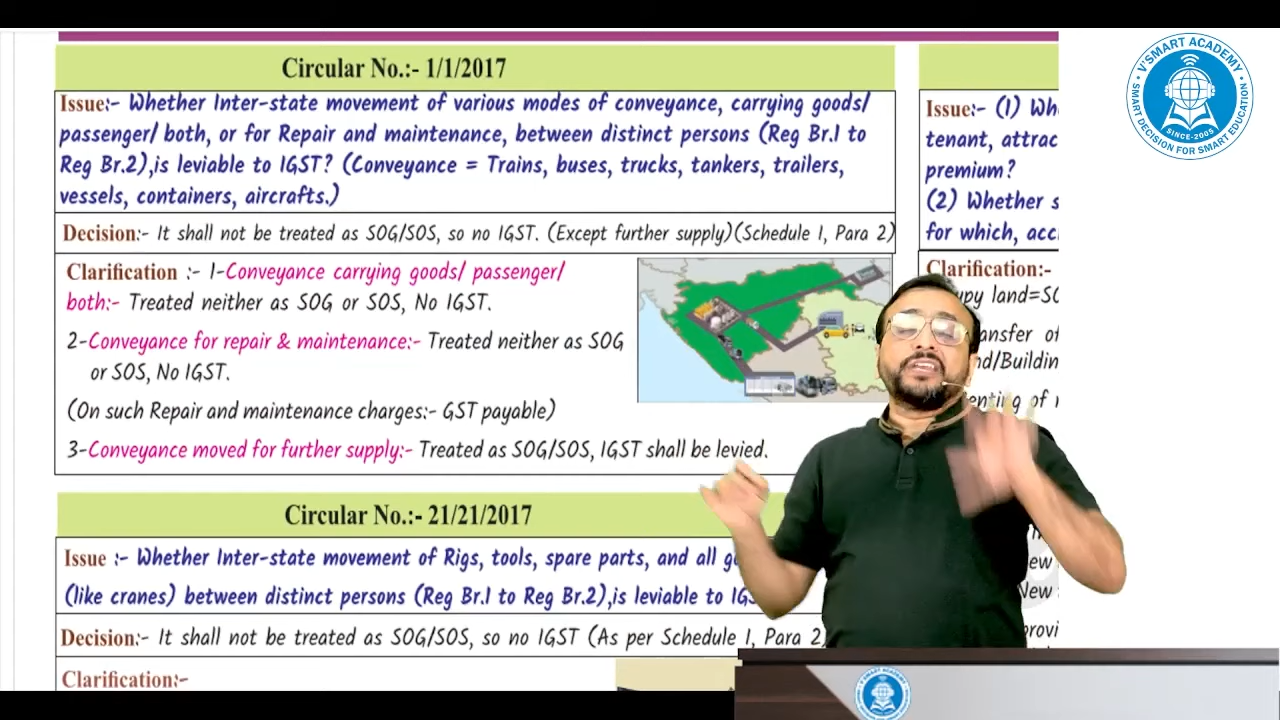 Circular No.:- 1/1/2017
Issue:- Whether Inter-state movement of various modes of conveyance, carrying goods/
passenger/ both, or for Repair and maintenance, between distinct persons (Reg Br.1 to
Reg Br.2),is leviable to IGST? (Conveyance = Trains, buses, trucks, tankers, trailers,
vessels, containers, aircrafts.)
Decision:- It shall not be treated as SOG/SOS, so no IGST. (Except further supply)(Schedule 1, Para 2)
Clarification :- 1-Conveyance carrying goods/ passenger/
both:- Treated neither as SOG or SOS, No IGST.
2-Conveyance for repair & maintenance:- Treated neither as SOG
or SOS, No IGST.
(On such Repair and maintenance charges:- GST payable)
3-Conveyance moved for further supply:- Treated as SOG/SOS, IGST shall be levied.
Circular No.:- 21/21/2017
Issue :- Whether Inter-state movement of Rigs, tools, spare parts, and all
(like cranes) between distinct persons (Reg Br.1 to Reg Br.2),is leviable to
Decision:- It shall not be treated as SOG/SOS, so no IGST (As per Schedule 1, Para 2
Clarification:-
Issue:- (1)
tenant,
premium?
(2) Whether
for which,
Clarification:-
land=
of
of
V'SMART ACADEMY
SMART DECISION FOR SMART EDUCATION
SINCE-2005